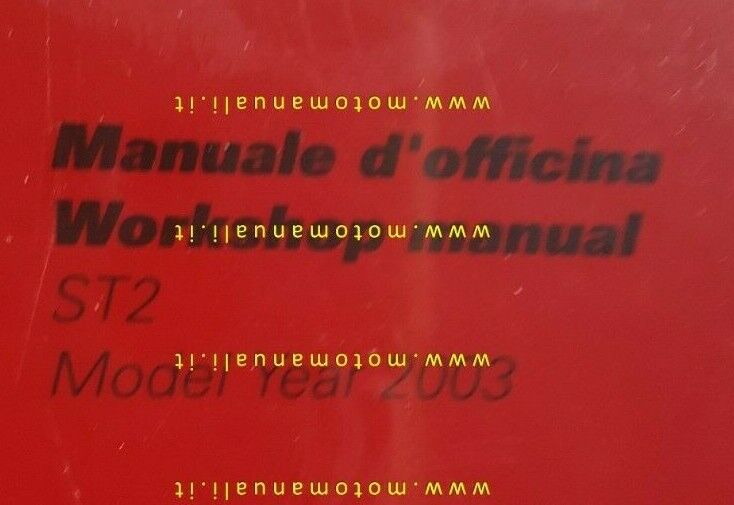 www.motomanuali.it
Manuale d'officina
Workshop manual
www.motomanuali.it
ST2
Model Year 2003
www.motomanuali.it
www.motomanuali.it